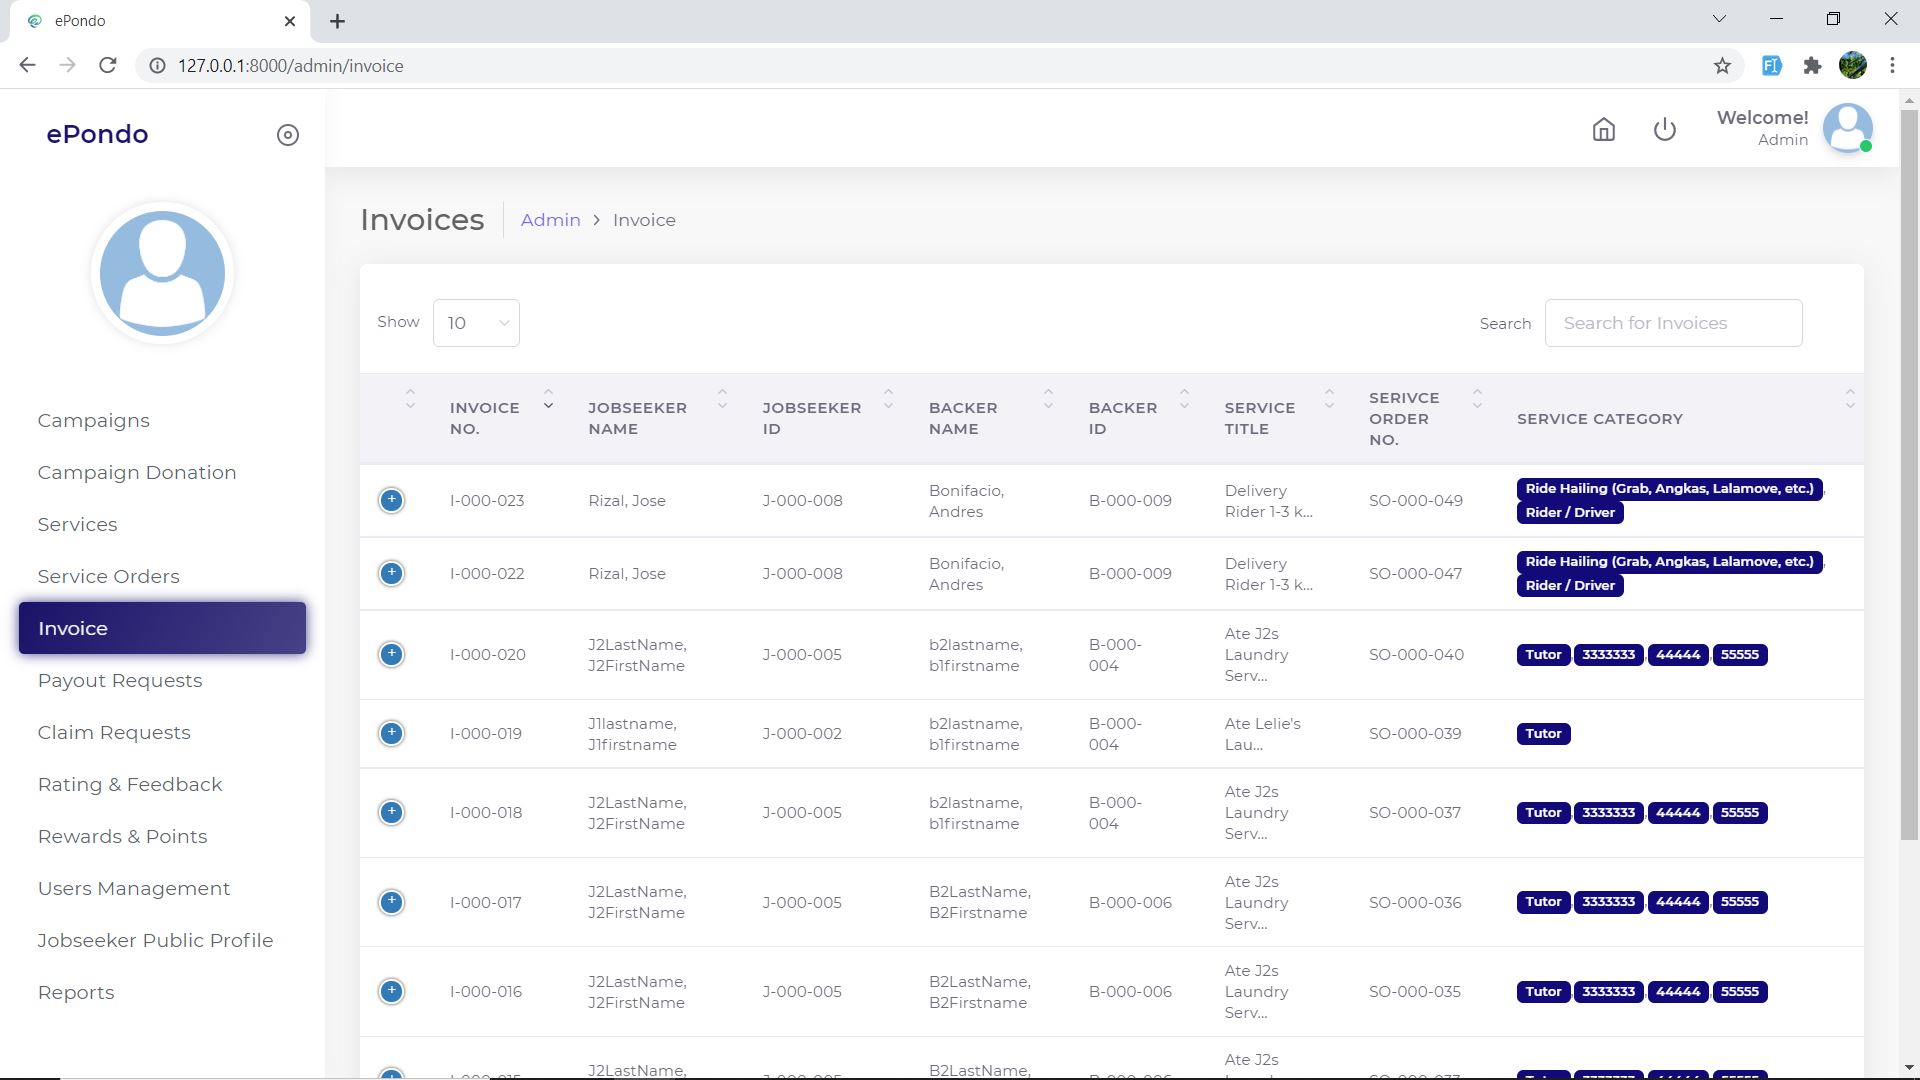 ePondo
127.0.0.1:8000/admin/invoice
ePondo
Welcome!
Admin
Invoices
Admin > Invoice
Show 10
Search Search for Invoices
INVOICE NO. JOBSEEKER NAME JOBSEEKER ID BACKER NAME BACKER ID SERVICE TITLE SERIVCE ORDER NO. SERVICE CATEGORY
I-000-023 Rizal, Jose J-000-008 Bonifacio, Andres B-000-009 Delivery Rider 1-3 k... SO-000-049 Ride Hailing (Grab, Angkas, Lalamove, etc.), Rider / Driver
I-000-022 Rizal, Jose J-000-008 Bonifacio, Andres B-000-009 Delivery Rider 1-3 k... SO-000-047 Ride Hailing (Grab, Angkas, Lalamove, etc.), Rider / Driver
I-000-020 J2LastName, J2FirstName J-000-005 b2lastname, b1firstname B-000-004 Ate J2s Laundry Serv... SO-000-040 Tutor, 3333333, 44444, 55555
I-000-019 J1lastname, J1firstname J-000-002 b2lastname, b1firstname B-000-004 Ate Lelie's Lau... SO-000-039 Tutor
I-000-018 J2LastName, J2FirstName J-000-005 b2lastname, b1firstname B-000-004 Ate J2s Laundry Serv... SO-000-037 Tutor, 3333333, 44444, 55555
I-000-017 J2LastName, J2FirstName J-000-005 B2LastName, B2Firstname B-000-006 Ate J2s Laundry Serv... SO-000-036 Tutor, 3333333, 44444, 55555
I-000-016 J2LastName, J2FirstName J-000-005 B2LastName, B2Firstname B-000-006 Ate J2s Laundry Serv... SO-000-035 Tutor, 3333333, 44444, 55555
J2LastName, B2LastName, Ate J2s
Campaigns
Campaign Donation
Services
Service Orders
Invoice
Payout Requests
Claim Requests
Rating & Feedback
Rewards & Points
Users Management
Jobseeker Public Profile
Reports